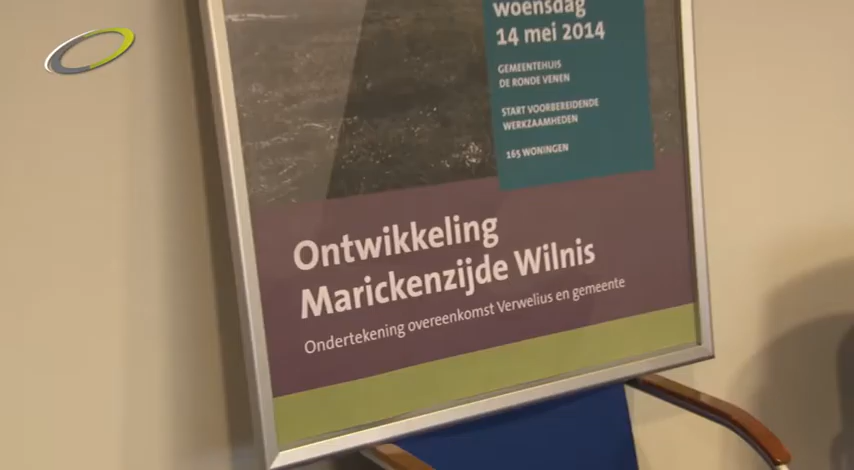 woensdag
14 mei 2014
GEMEENTEHUIS
DE RONDE VENEN
START VOORBEREIDENDE
WERKZAAMHEDEN
165 WONINGEN
Ontwikkeling
Marickenzijde Wilnis
Ondertekening overeenkomst Verwelius en gemeente